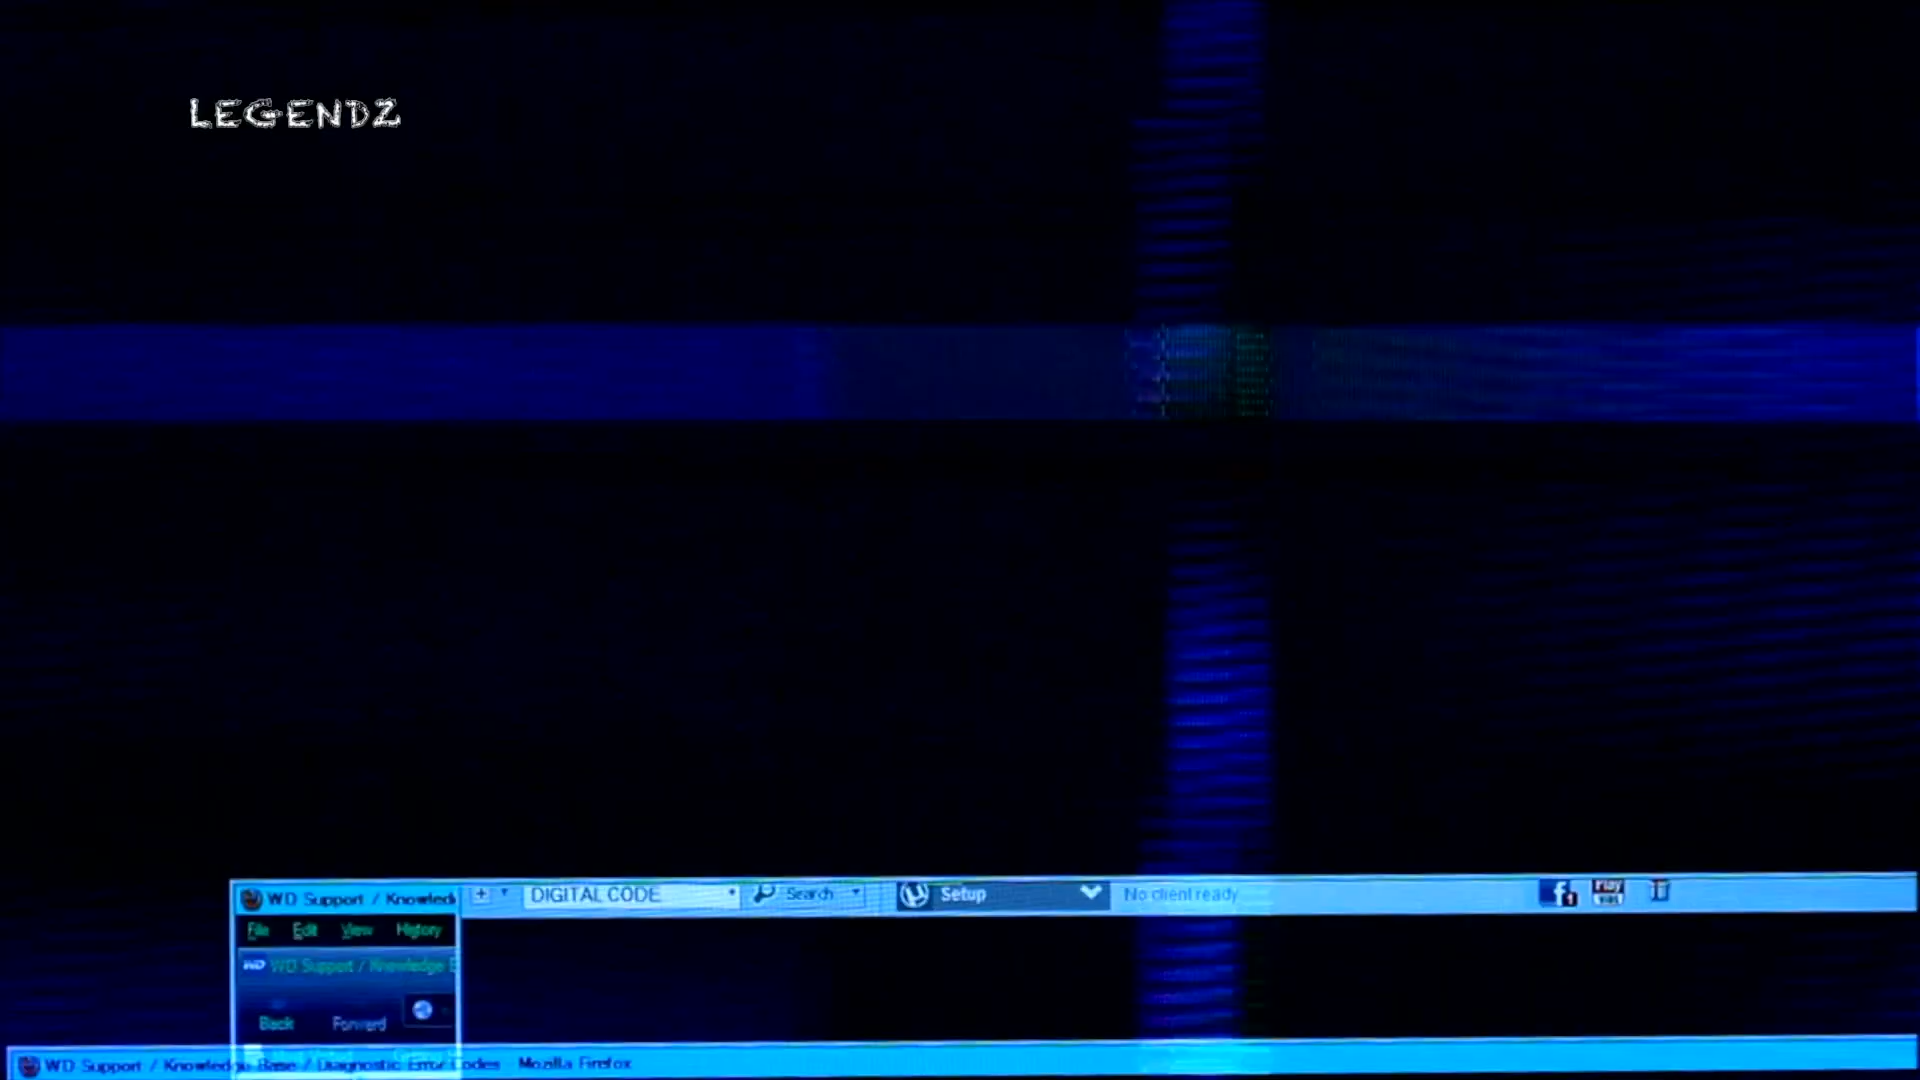 LEGENDZ
WD Support / Knowled
DIGITAL CODE
Search
Setup
No client ready
File Edit View History
WD Support / Knowledge B
Back Forward
WD Support / Knowledge Base / Diagnostic Error Codes - Mozilla Firefox